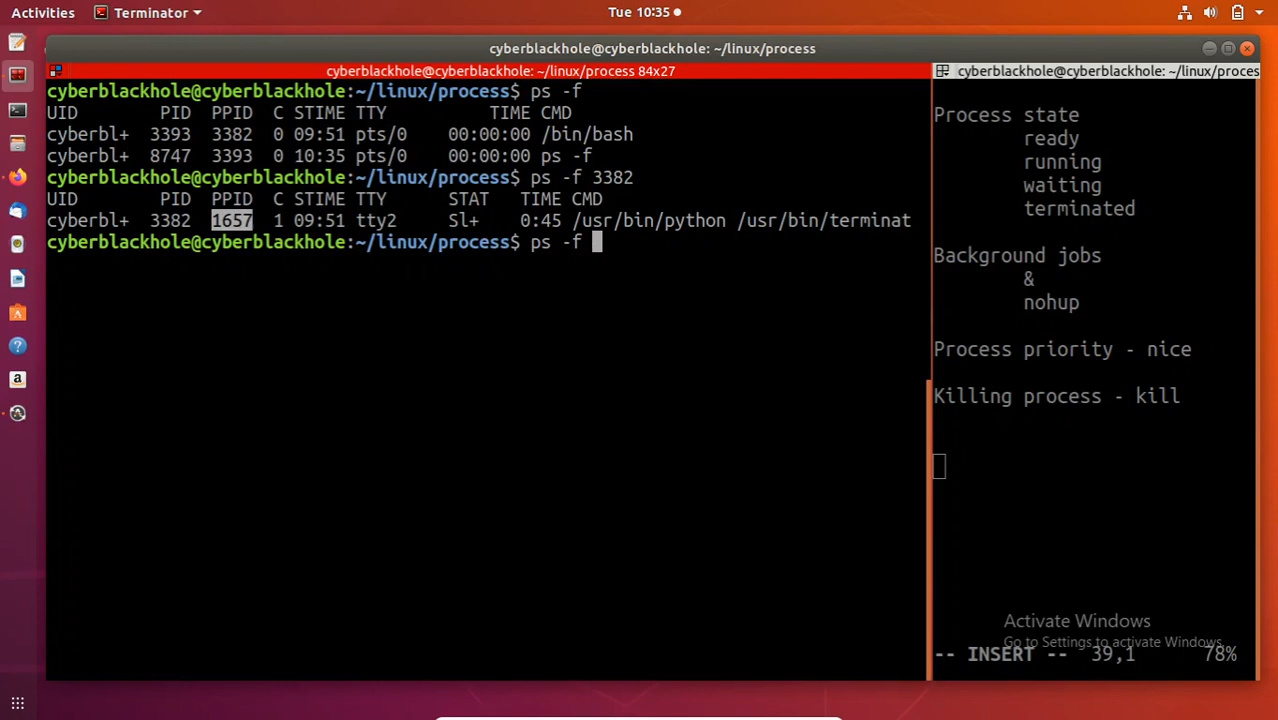 Activities Terminator Tue 10:35
cyberblackhole@cyberblackhole: ~/linux/process
cyberblackhole@cyberblackhole: ~/linux/process 84x27
cyberblackhole@cyberblackhole:~/linux/process$ ps -f
UID PID PPID C STIME TTY TIME CMD
cyberbl+ 3393 3382 0 09:51 pts/0 00:00:00 /bin/bash
cyberbl+ 8747 3393 0 10:35 pts/0 00:00:00 ps -f
cyberblackhole@cyberblackhole:~/linux/process$ ps -f 3382
UID PID PPID C STIME TTY STAT TIME CMD
cyberbl+ 3382 1657 1 09:51 tty2 Sl+ 0:45 /usr/bin/python /usr/bin/terminat
cyberblackhole@cyberblackhole:~/linux/process$ ps -f
cyberblackhole@cyberblackhole: ~/linux/proces
Process state
ready
running
waiting
terminated
Background jobs
&
nohup
Process priority - nice
Killing process - kill
Activate Windows
Go to Settings to activate Windows.
-- INSERT -- 39,1 78%